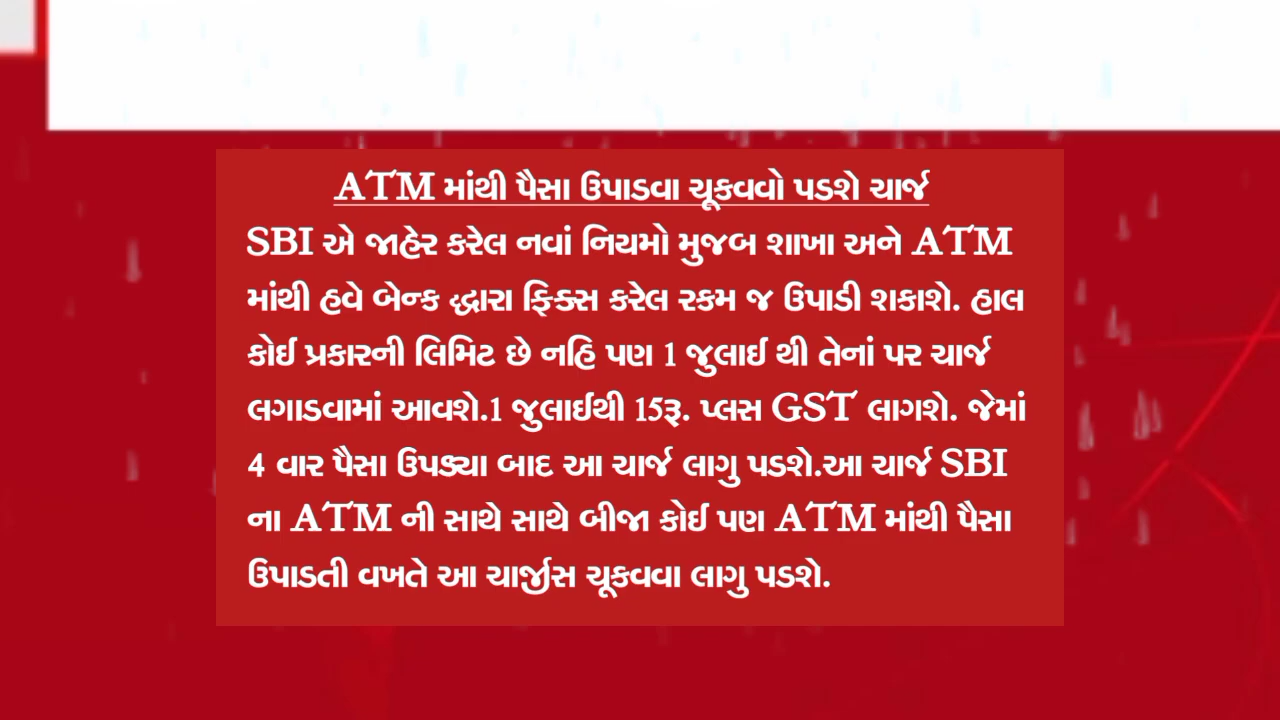 ATM માંથી પૈસા ઉપાડવા ચૂકવવો પડશે ચાર્જ
SBI એ જાહેર કરેલ નવાં નિયમો મુજબ શાખા અને ATM
માંથી હવે બેન્ક દ્વારા ફિક્સ કરેલ રકમ જ ઉપાડી શકાશે. હાલ
કોઈ પ્રકારની લિમિટ છે નહિ પણ 1 જુલાઈ થી તેનાં પર ચાર્જ
લગાડવામાં આવશે.1 જુલાઈથી 15રૂ. પ્લસ GST લાગશે. જેમાં
4 વાર પૈસા ઉપડ્યા બાદ આ ચાર્જ લાગુ પડશે.આ ચાર્જ SBI
ના ATM ની સાથે સાથે બીજા કોઈ પણ ATM માંથી પૈસા
ઉપાડતી વખતે આ ચાર્જીસ ચૂકવવા લાગુ પડશે.